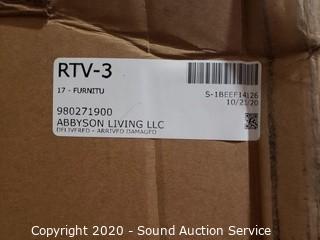 RTV-3
17 - FURNITU
S-1BEEF14126
10/21/20
980271900
ABBYSON LIVING LLC
DELIVERED - ARRIVED DAMAGED
Copyright 2020 - Sound Auction Service